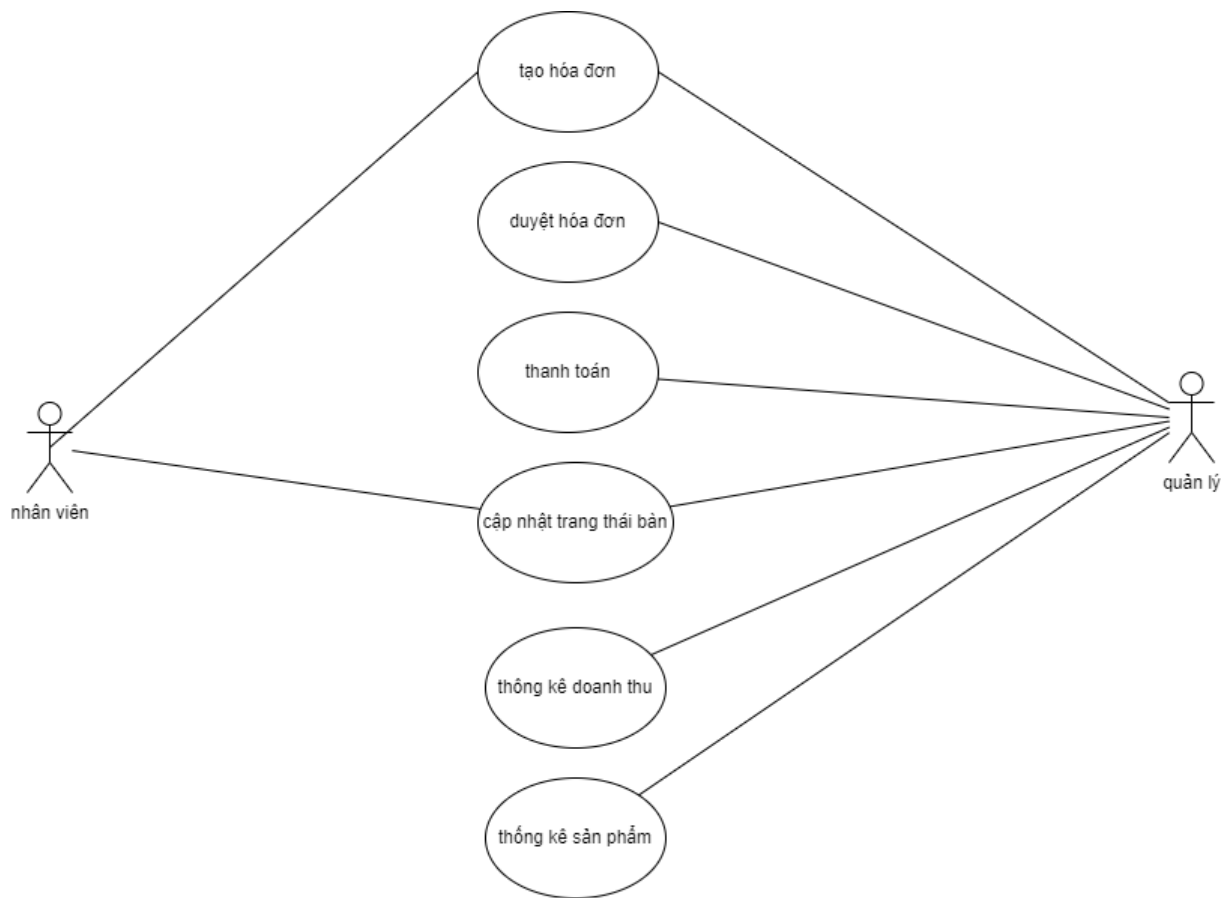 tạo hóa đơn
duyệt hóa đơn
thanh toán
nhân viên
quản lý
cập nhật trang thái bàn
thông kê doanh thu
thống kê sản phẩm